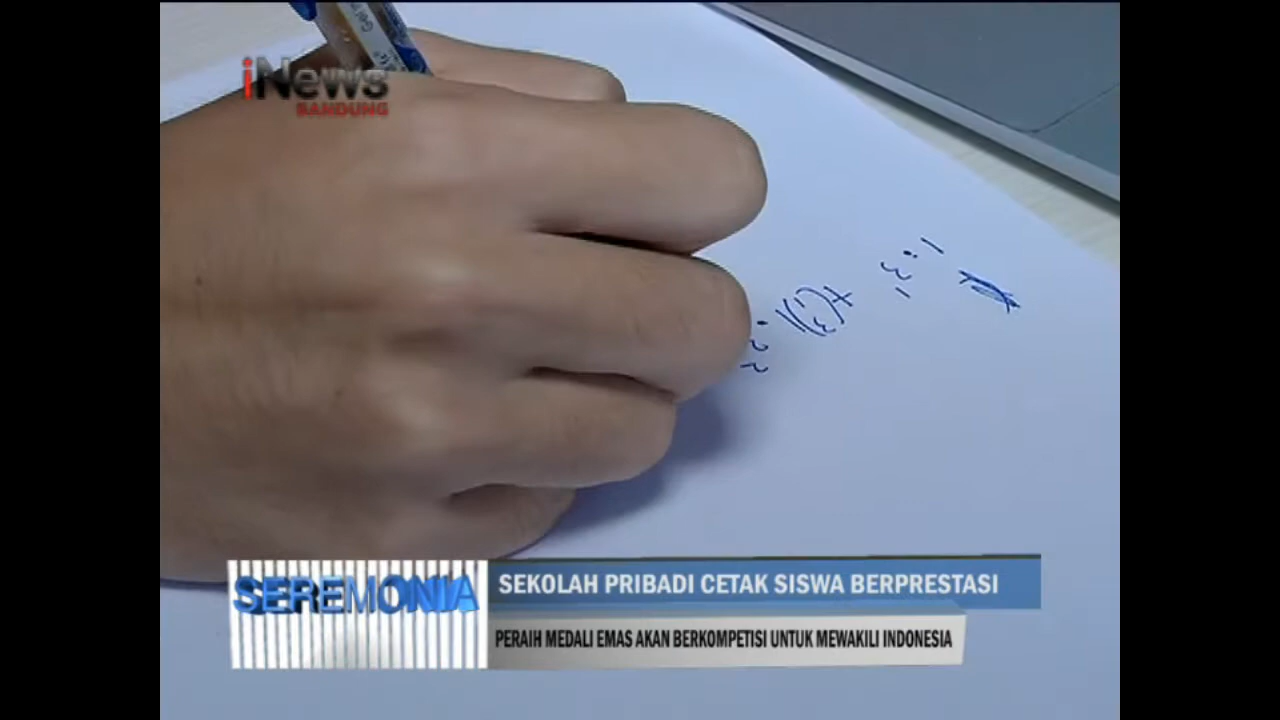 iNews
BANDUNG
SEREMONIA
SEKOLAH PRIBADI CETAK SISWA BERPRESTASI
PERAIH MEDALI EMAS AKAN BERKOMPETISI UNTUK MEWAKILI INDONESIA